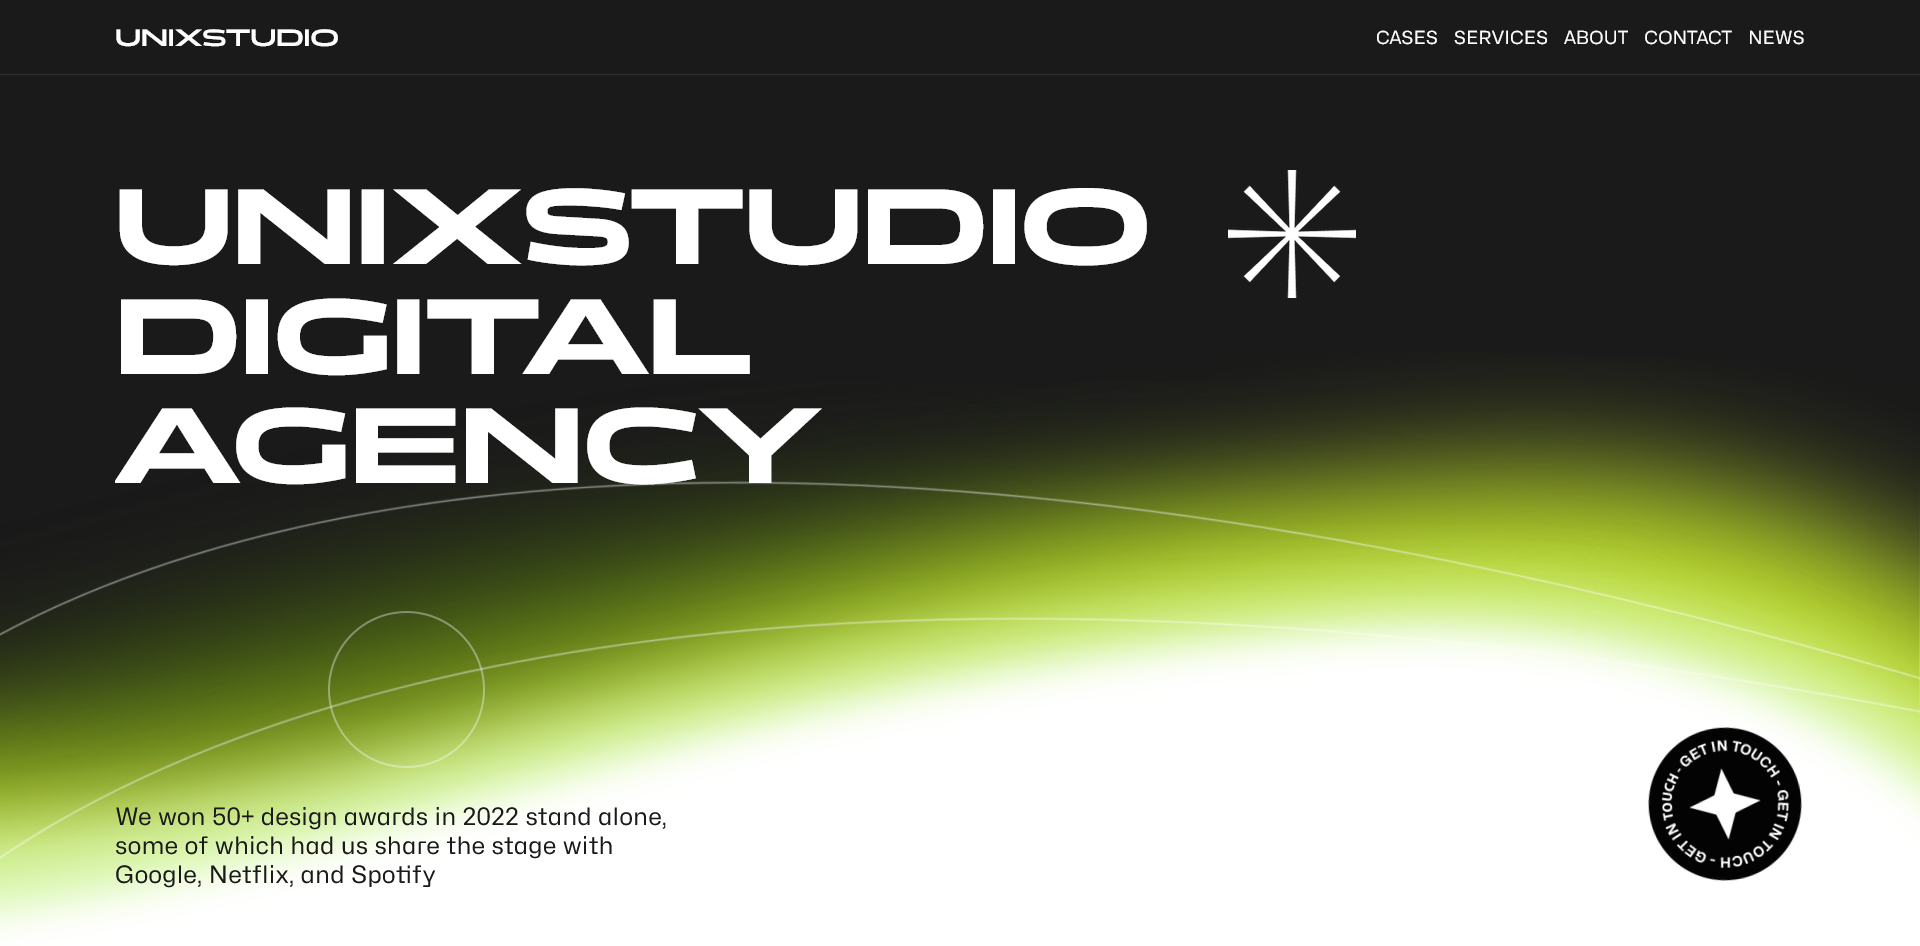 UNIXSTUDIO
CASES SERVICES ABOUT CONTACT NEWS
UNIXSTUDIO
DIGITAL
AGENCY
We won 50+ design awards in 2022 stand alone,
some of which had us share the stage with
Google, Netflix, and Spotify
GET IN TOUCH - GET IN TOUCH - GET IN TOUCH -